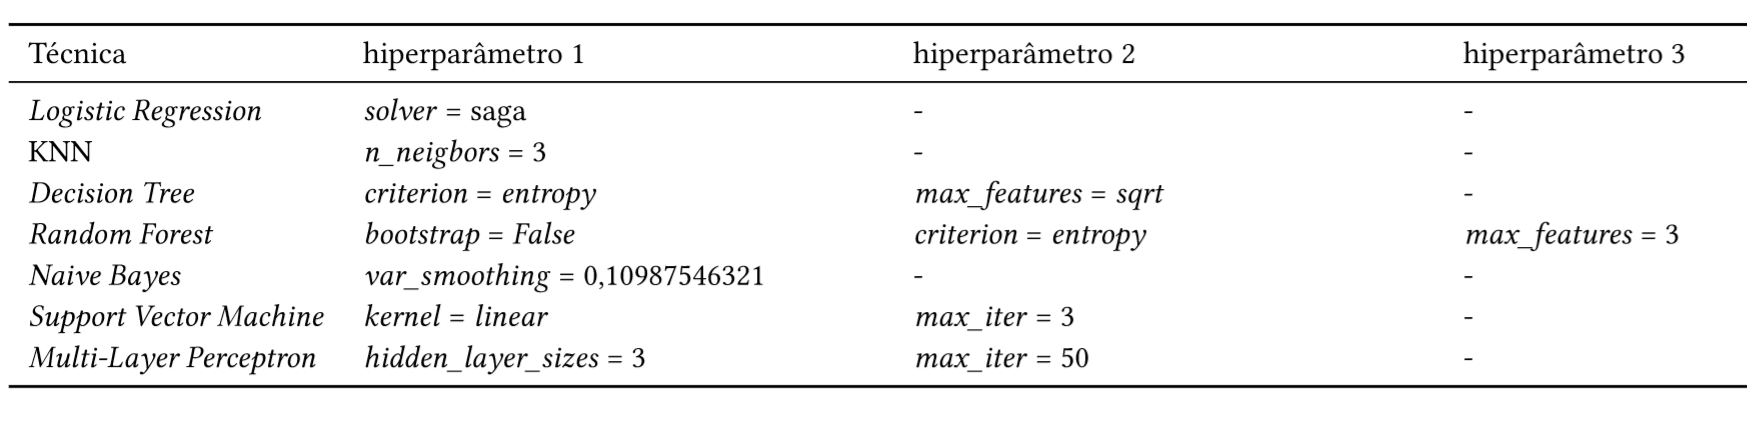 Técnica hiperparâmetro 1 hiperparâmetro 2 hiperparâmetro 3
Logistic Regression solver = saga - -
KNN n_neigbors = 3 - -
Decision Tree criterion = entropy max_features = sqrt -
Random Forest bootstrap = False criterion = entropy max_features = 3
Naive Bayes var_smoothing = 0,10987546321 - -
Support Vector Machine kernel = linear max_iter = 3 -
Multi-Layer Perceptron hidden_layer_sizes = 3 max_iter = 50 -